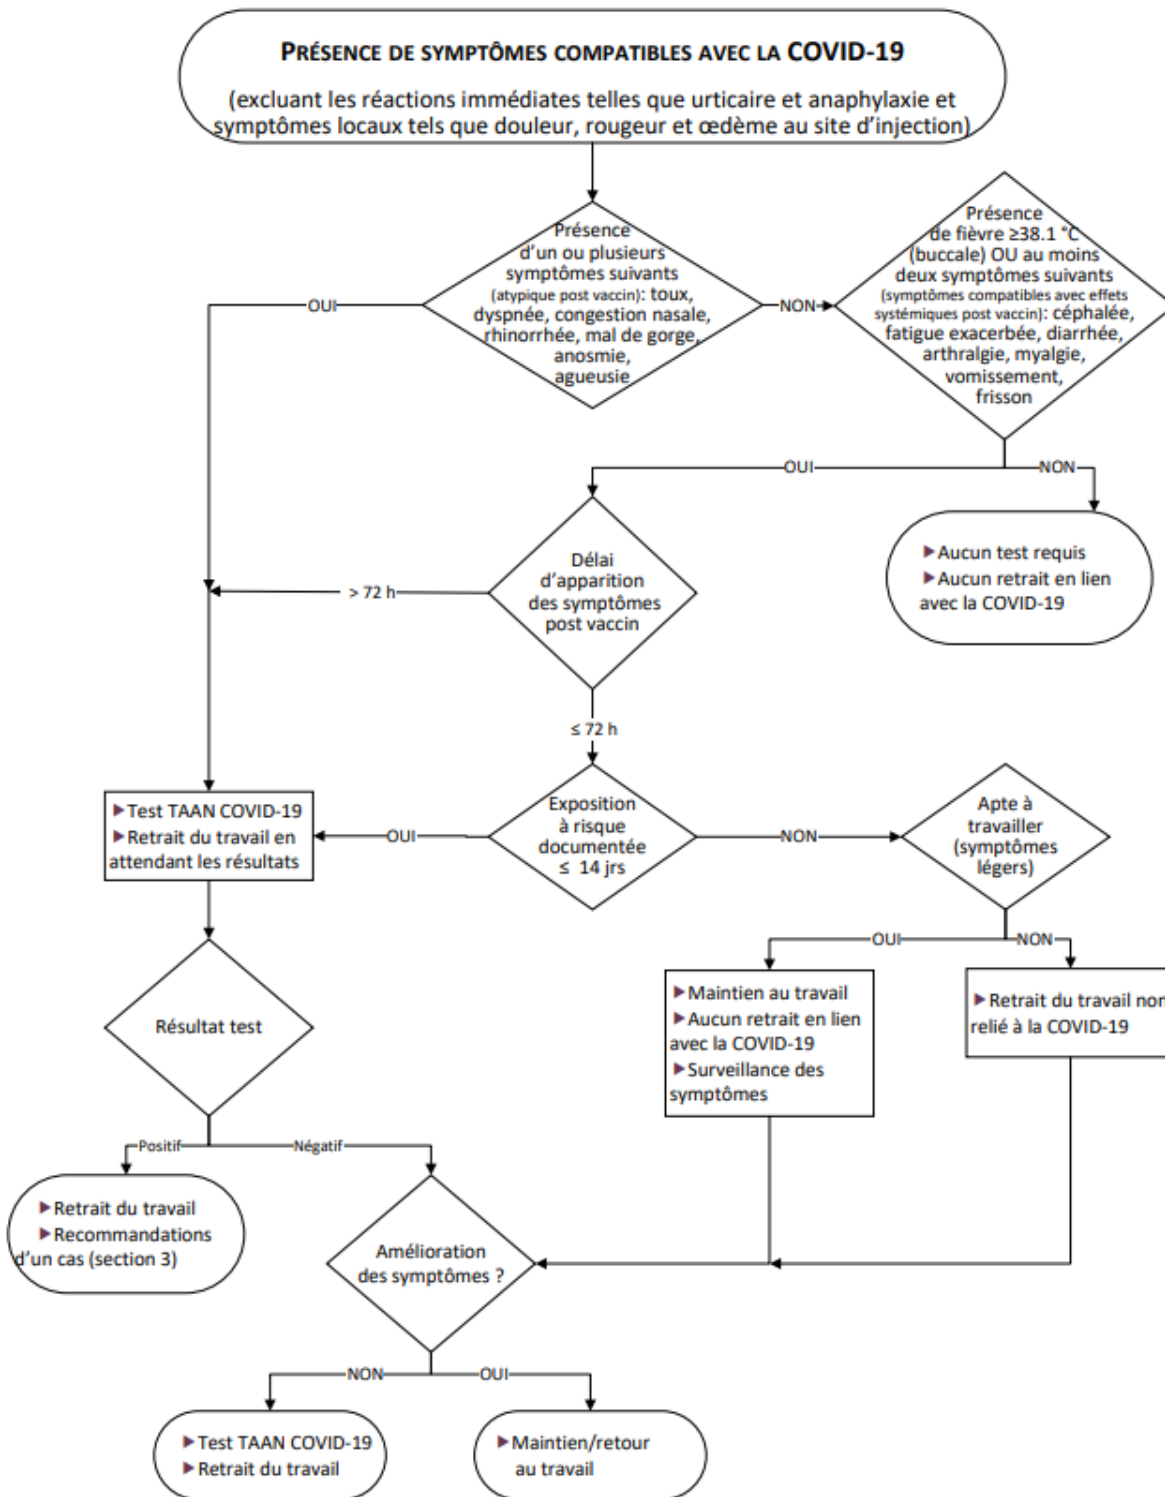 PRÉSENCE DE SYMPTÔMES COMPATIBLES AVEC LA COVID-19
(excluant les réactions immédiates telles que urticaire et anaphylaxie et
symptômes locaux tels que douleur, rougeur et œdème au site d'injection)
Présence
d'un ou plusieurs
symptômes suivants
(atypique post vaccin): toux,
dyspnée, congestion nasale,
rhinorrhée, mal de gorge,
anosmie,
agueusie
OUI
NON
Présence
de fièvre ≥38.1 °C
(buccale) OU au moins
deux symptômes suivants
(symptômes compatibles avec effets
systémiques post vaccin): céphalée,
fatigue exacerbée, diarrhée,
arthralgie, myalgie,
vomissement,
frisson
OUI
NON
Délai
d'apparition
des symptômes
post vaccin
> 72 h
≤ 72 h
▶Aucun test requis
▶Aucun retrait en lien
avec la COVID-19
▶Test TAAN COVID-19
▶Retrait du travail en
attendant les résultats
OUI
Exposition
à risque
documentée
≤ 14 jrs
NON
Apte à
travailler
(symptômes
légers)
OUI
NON
▶Maintien au travail
▶Aucun retrait en lien
avec la COVID-19
▶Surveillance des
symptômes
▶Retrait du travail non
relié à la COVID-19
Résultat test
Positif
Négatif
▶Retrait du travail
▶Recommandations
d'un cas (section 3)
Amélioration
des symptômes ?
NON
OUI
▶Test TAAN COVID-19
▶Retrait du travail
▶Maintien/retour
au travail